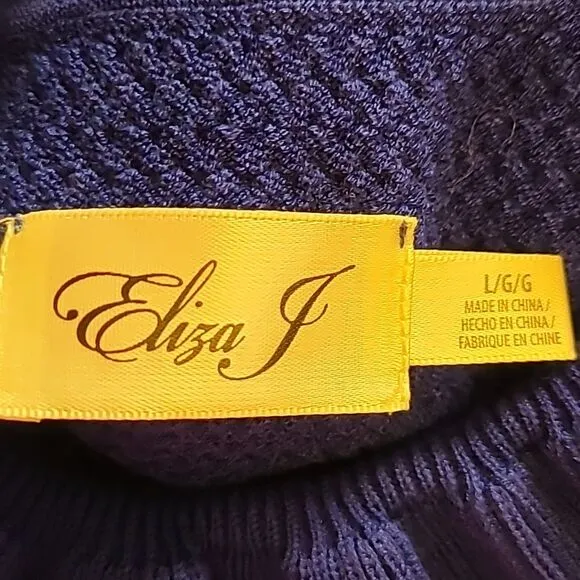 Eliza J
L/G/G
MADE IN CHINA/
HECHO EN CHINA/
FABRIQUE EN CHINE